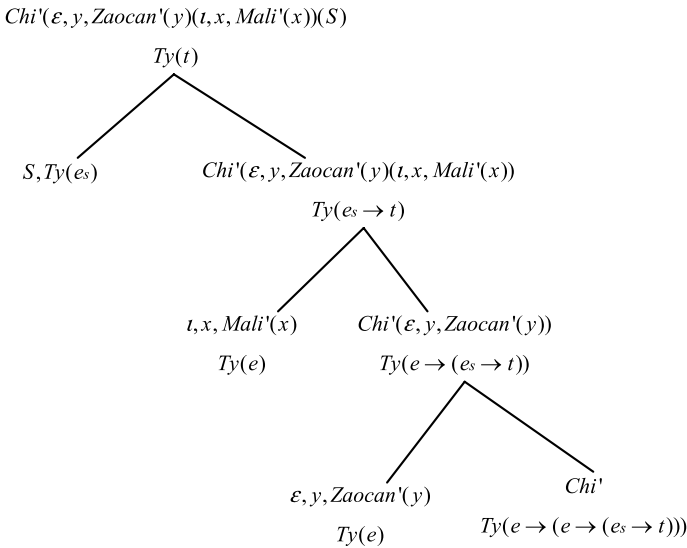 Chi'(ε, y, Zaocan'(y)(ι, x, Mali'(x))(S)
Ty(t)
S, Ty(es)
Chi'(ε, y, Zaocan'(y)(ι, x, Mali'(x))
Ty(es → t)
ι, x, Mali'(x)
Chi'(ε, y, Zaocan'(y))
Ty(e)
Ty(e → (es → t))
ε, y, Zaocan'(y)
Chi'
Ty(e)
Ty(e → (e → (es → t)))